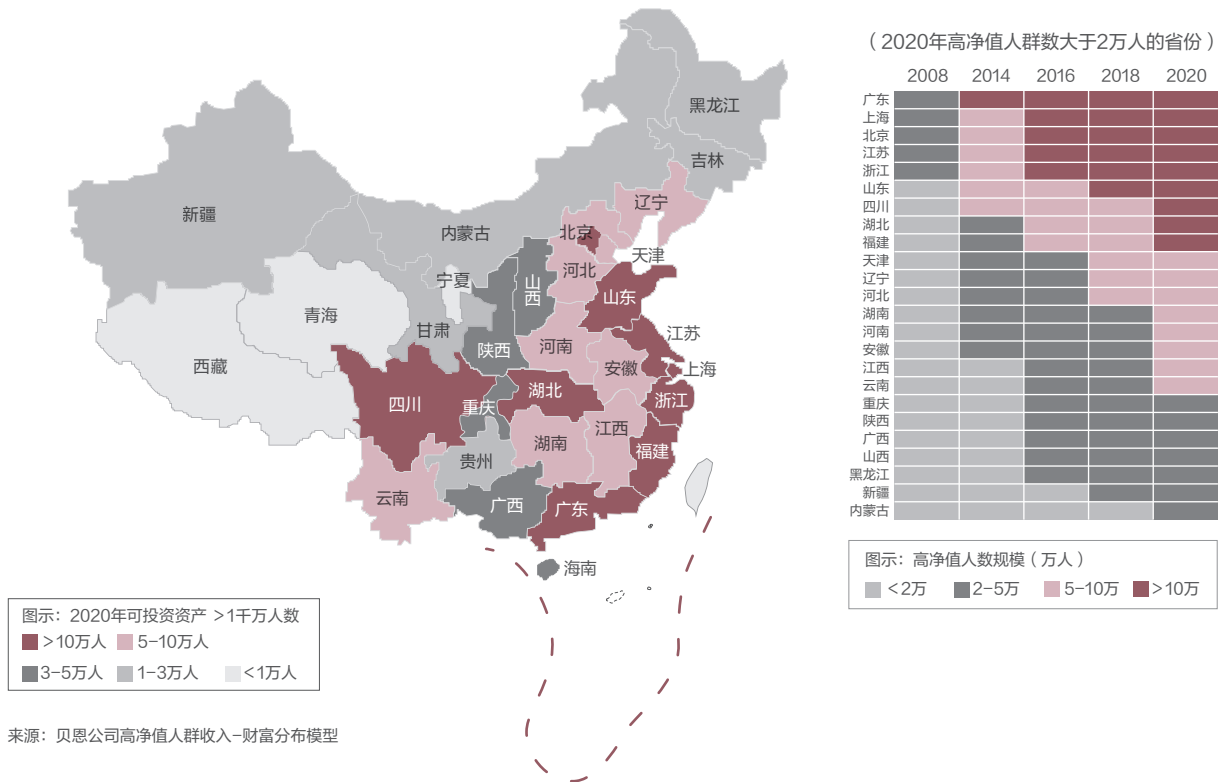 黑龙江
吉林
辽宁
新疆
内蒙古
北京
天津
宁夏
山西
河北
山东
青海
甘肃
江苏
陕西
河南
西藏
安徽
上海
四川
湖北
重庆
浙江
江西
湖南
福建
贵州
云南
广西
广东
海南
图示：2020年可投资资产 >1千万人数
>10万人 5-10万人
3-5万人 1-3万人 <1万人
来源：贝恩公司高净值人群收入-财富分布模型
（2020年高净值人群数大于2万人的省份）
2008 2014 2016 2018 2020
广东
上海
北京
江苏
浙江
山东
四川
湖北
福建
天津
辽宁
河北
湖南
河南
安徽
江西
云南
重庆
陕西
广西
山西
黑龙江
新疆
内蒙古
图示：高净值人数规模（万人）
<2万 2-5万 5-10万 >10万